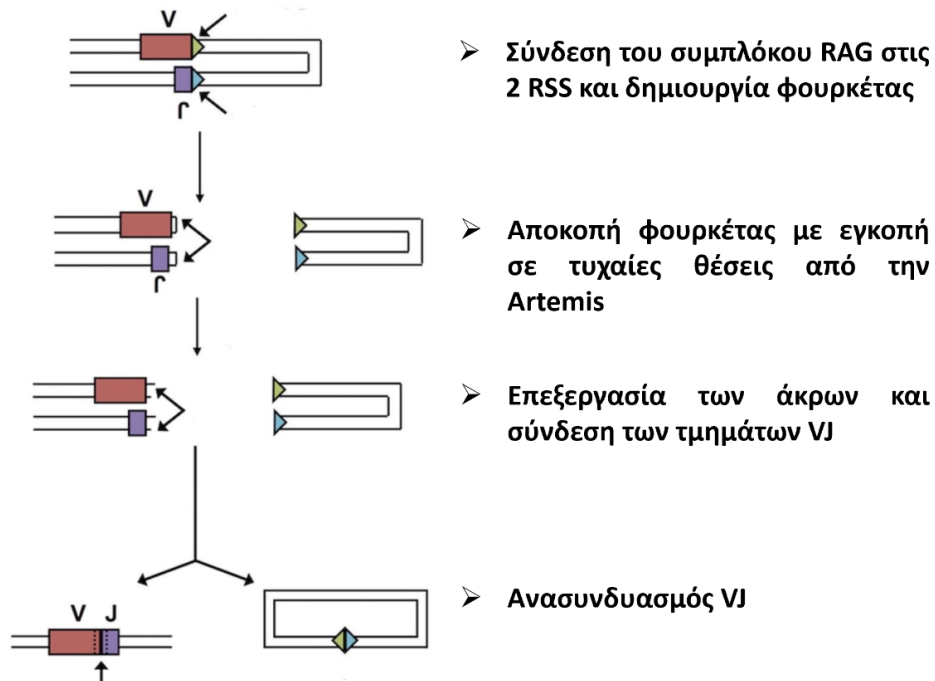 V
➢ Σύνδεση του συμπλόκου RAG στις
2 RSS και δημιουργία φουρκέτας
J
V
➢ Αποκοπή φουρκέτας με εγκοπή
σε τυχαίες θέσεις από την
Artemis
J
➢ Επεξεργασία των άκρων και
σύνδεση των τμημάτων VJ
➢ Ανασυνδυασμός VJ
V J